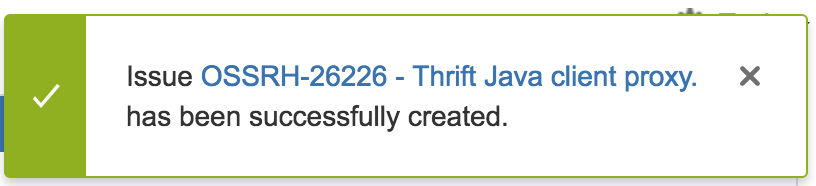 Issue OSSRH-26226 - Thrift Java client proxy.
has been successfully created.